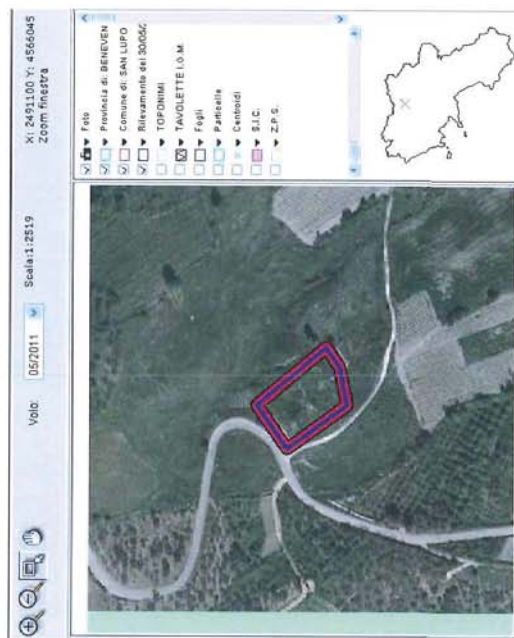 Volo: 05/2011 Scala:1:2519
X: 2491100 Y: 4566045
Zoom finestra
Foto
Provincia di: BENEVEN
Comune di: SAN LUPO
Rilevamento del 30/05/
TOPONIMI
TAVOLETTE I.G.M.
Fogli
Particelle
Centroidi
S.I.C.
Z.P.S.